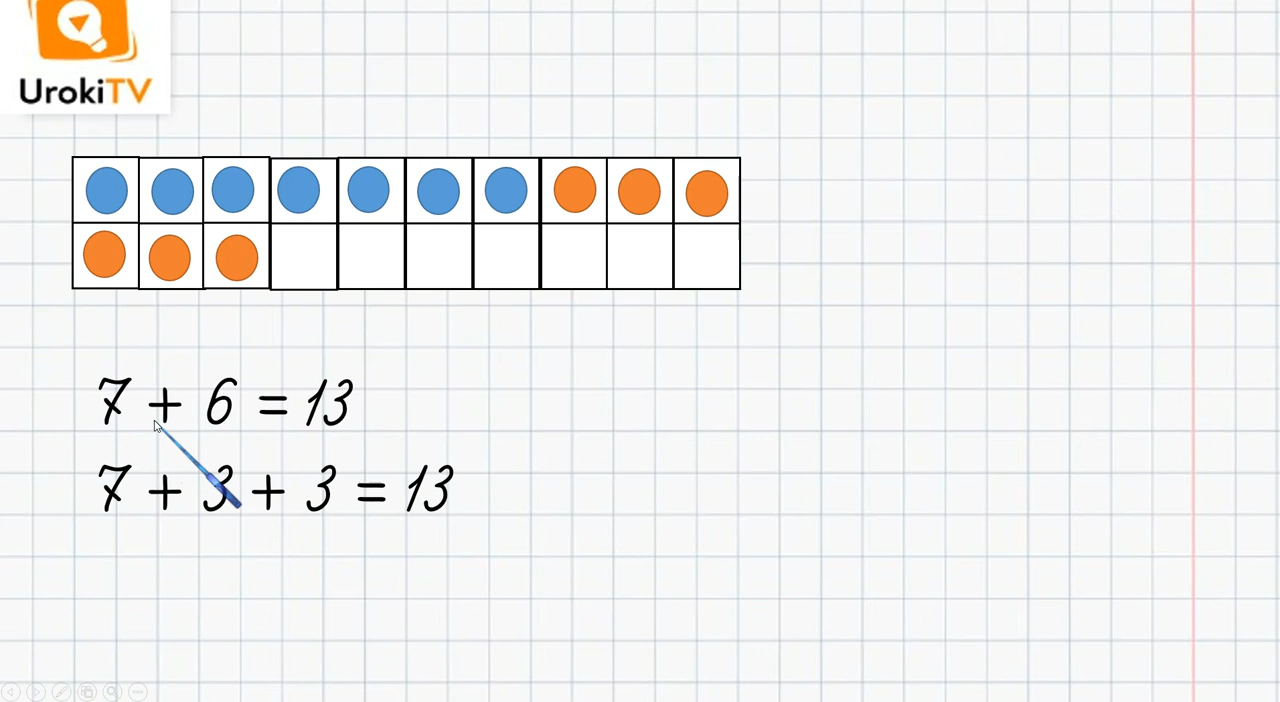 UrokiTV
7 + 6 = 13
7 + 3 + 3 = 13